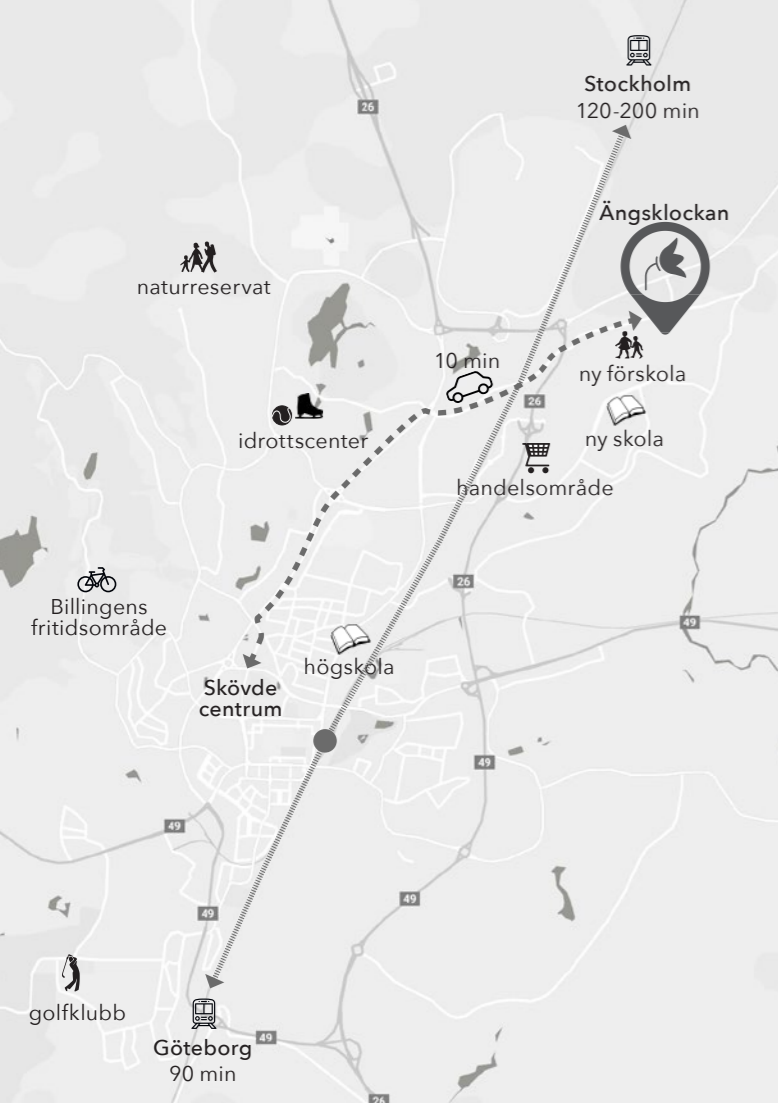 Stockholm
120-200 min
26
Ängsklockan
naturreservat
10 min
ny förskola
26
idrottscenter
ny skola
handelsområde
26
Billingens
fritidsområde
49
högskola
Skövde
centrum
49
49
49
49
golfklubb
49
Göteborg
90 min
26